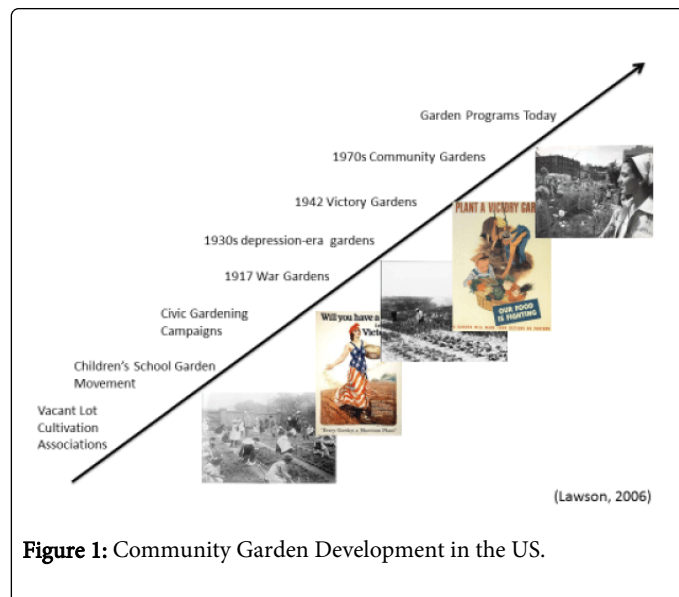 Garden Programs Today
1970s Community Gardens
1942 Victory Gardens
1930s depression-era gardens
1917 War Gardens
Civic Gardening
Campaigns
Children's School Garden
Movement
Vacant Lot
Cultivation
Associations
PLANT A VICTORY GAR
OUR FOOD
IS FIGHTING
Will you have a
Victo
"Every Garden a Munition Plant"
(Lawson, 2006)
Figure 1: Community Garden Development in the US.